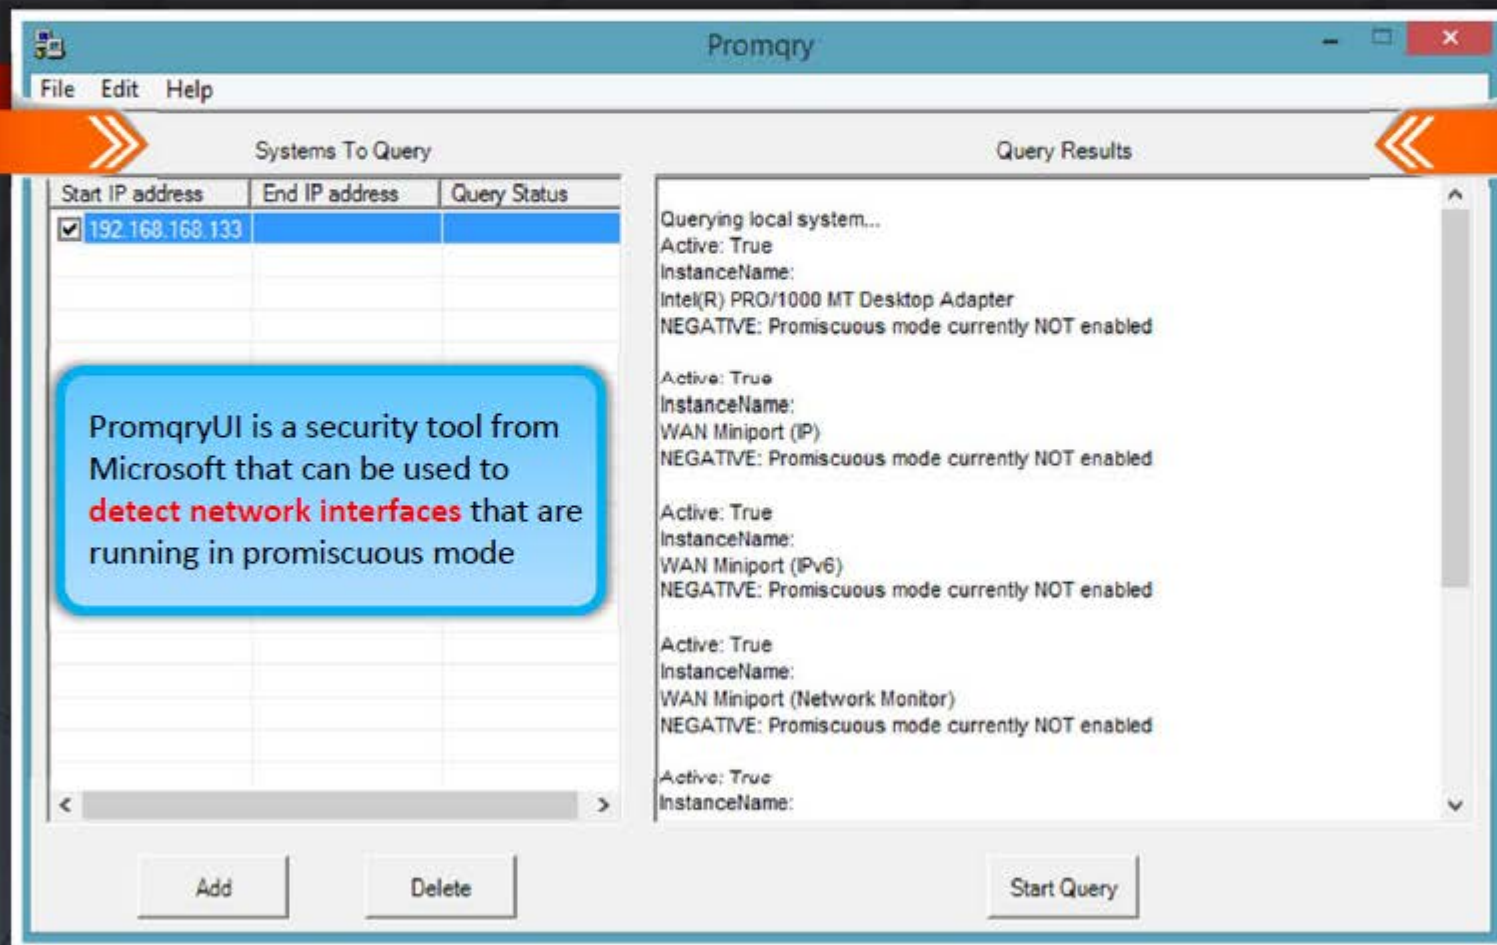 Promqry
File Edit Help
Systems To Query
Start IP address End IP address Query Status
192.168.168.133
PromqryUI is a security tool from
Microsoft that can be used to
detect network interfaces that are
running in promiscuous mode
Add Delete
Query Results
Querying local system...
Active: True
InstanceName:
Intel(R) PRO/1000 MT Desktop Adapter
NEGATIVE: Promiscuous mode currently NOT enabled
Active: True
InstanceName:
WAN Miniport (IP)
NEGATIVE: Promiscuous mode currently NOT enabled
Active: True
InstanceName:
WAN Miniport (IPv6)
NEGATIVE: Promiscuous mode currently NOT enabled
Active: True
InstanceName:
WAN Miniport (Network Monitor)
NEGATIVE: Promiscuous mode currently NOT enabled
Active: True
InstanceName:
Start Query